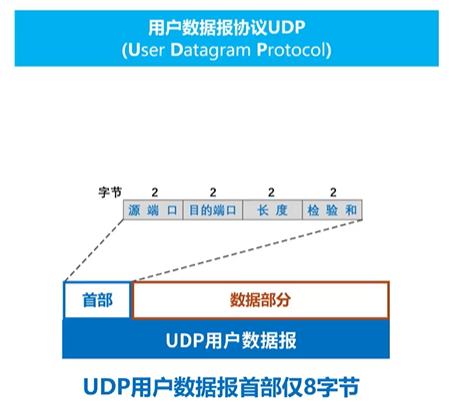 用户数据报协议UDP
(User Datagram Protocol)
字节 2 2 2 2
源端口 目的端口 长度 检验和
首部 数据部分
UDP用户数据报
UDP用户数据报首部仅8字节